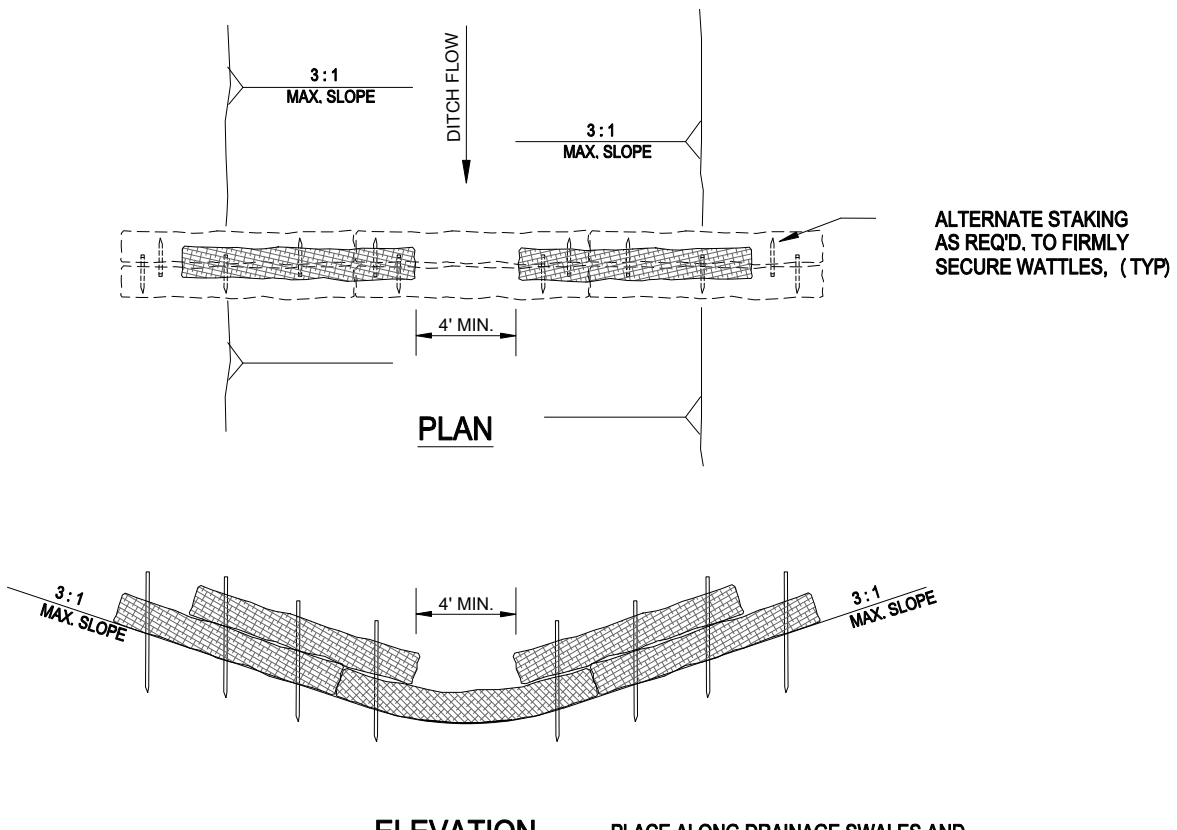 3 : 1
MAX. SLOPE
DITCH FLOW
3 : 1
MAX. SLOPE
ALTERNATE STAKING
AS REQ'D. TO FIRMLY
SECURE WATTLES, ( TYP)
4' MIN.
PLAN
3 : 1
MAX. SLOPE
4' MIN.
3 : 1
MAX. SLOPE
ELEVATION
PLACE ALONG DRAINAGE SWALES AND